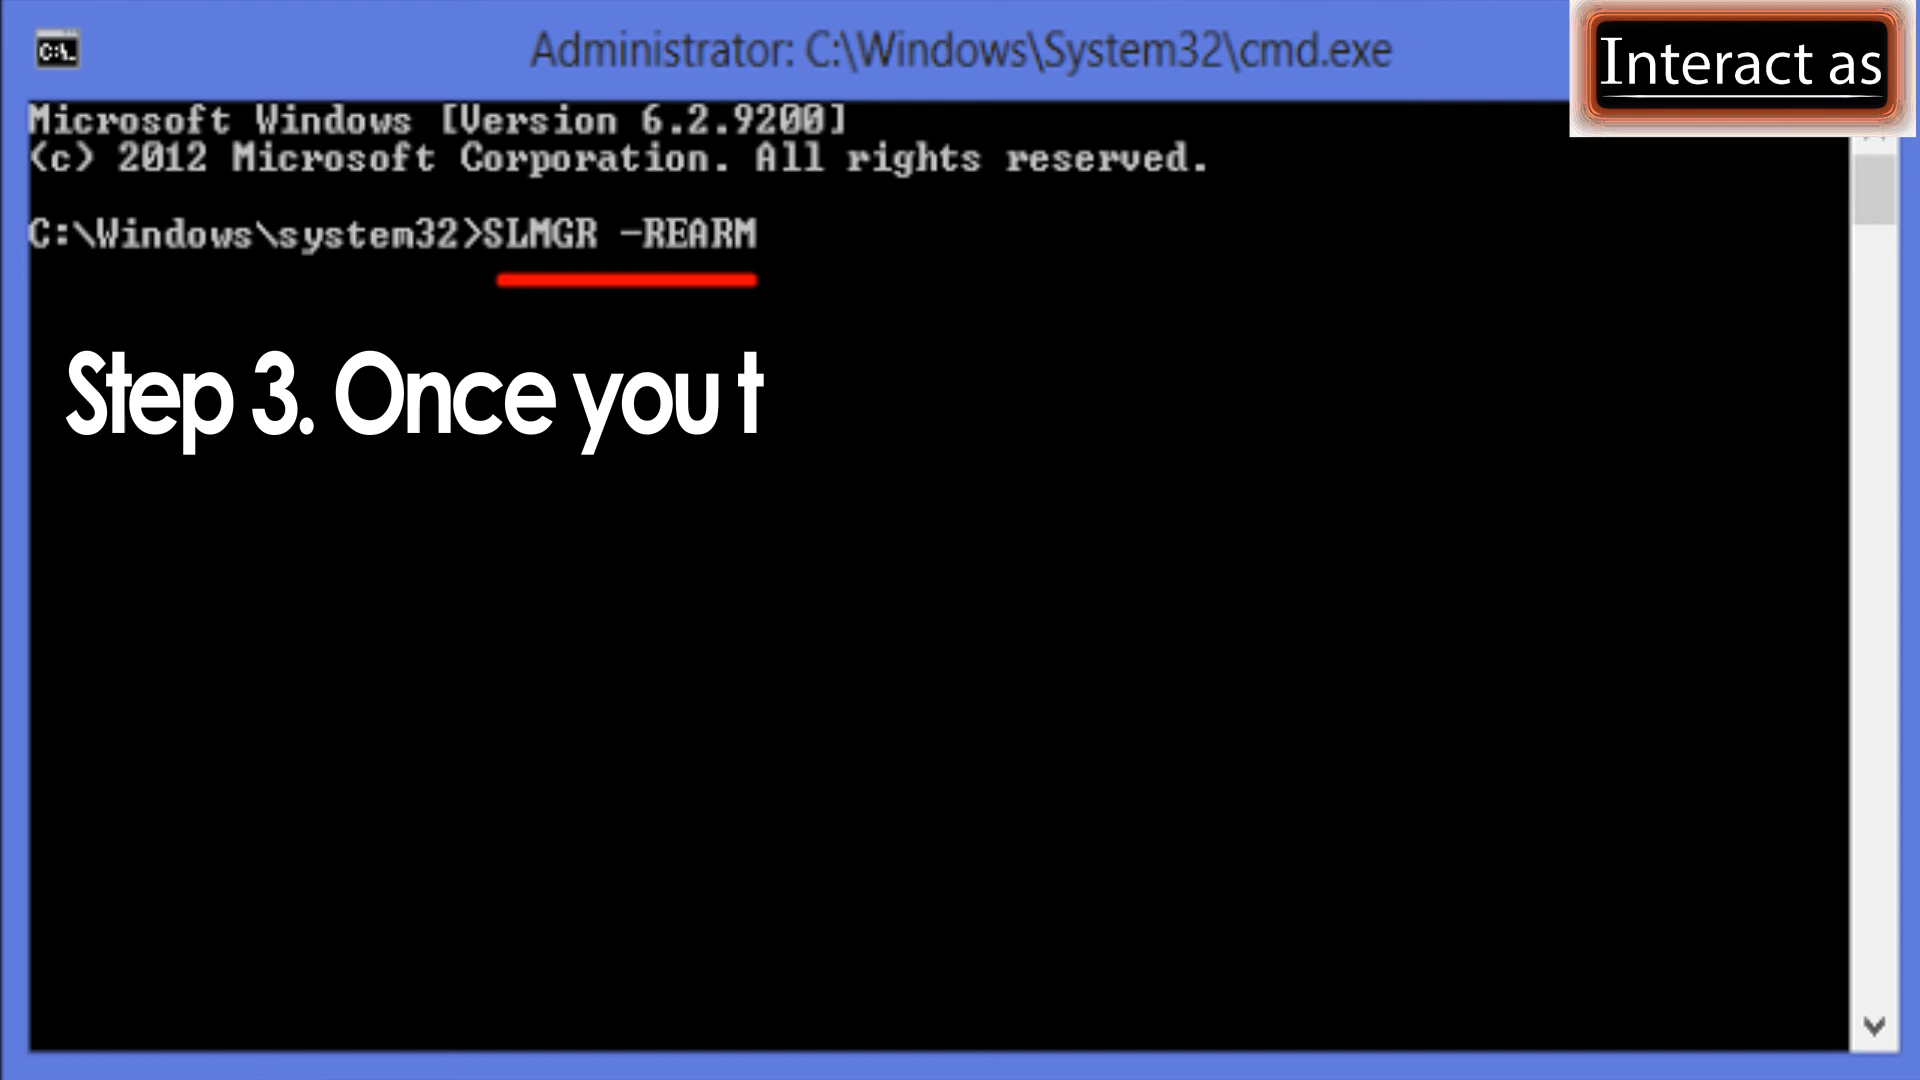 C:\.
Administrator: C:\Windows\System32\cmd.exe
Interact as
Microsoft Windows [Version 6.2.9200]
(c) 2012 Microsoft Corporation. All rights reserved.
C:\Windows\system32>SLMGR -REARM
Step 3. Once you t